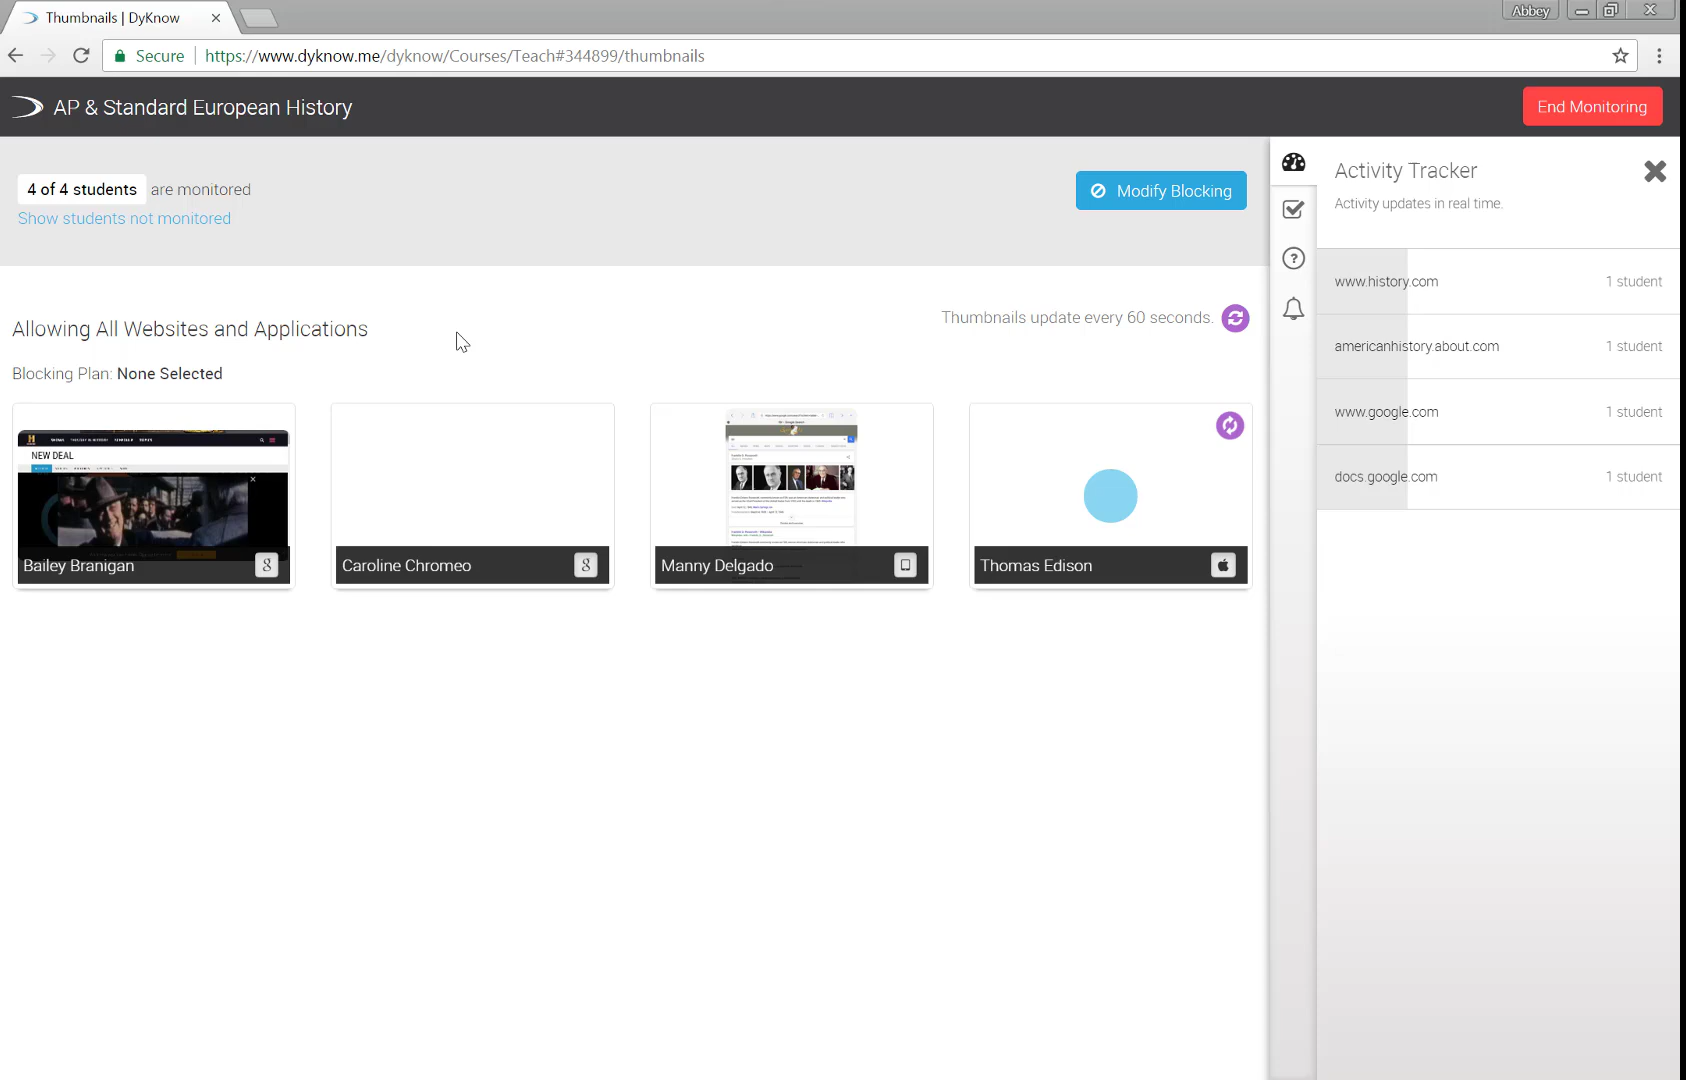 Thumbnails | DyKnow
Abbey
Secure
https://www.dyknow.me/dyknow/Courses/Teach#344899/thumbnails
AP & Standard European History
End Monitoring
4 of 4 students are monitored
Show students not monitored
Modify Blocking
Activity Tracker
Activity updates in real time.
Allowing All Websites and Applications
Thumbnails update every 60 seconds.
Blocking Plan: None Selected
www.history.com 1 student
americanhistory.about.com 1 student
www.google.com 1 student
docs.google.com 1 student
NEW DEAL
Bailey Branigan
Caroline Chromeo
Manny Delgado
Thomas Edison